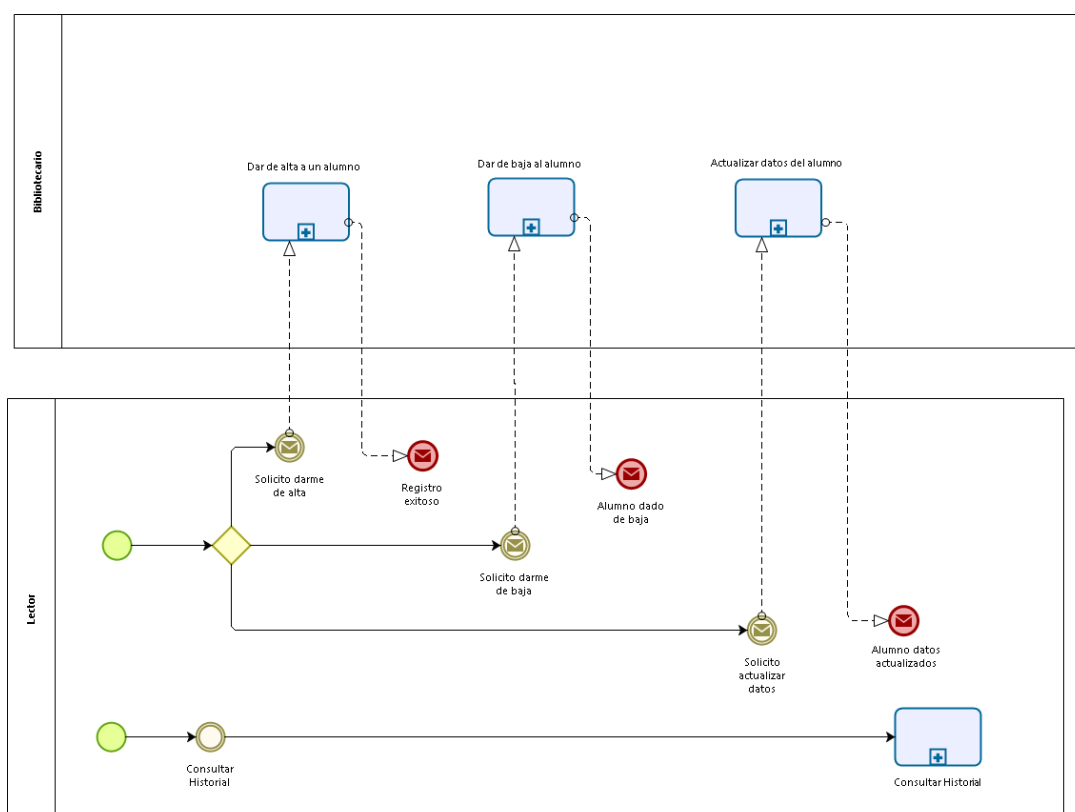 Bibliotecario
Dar de alta a un alumno
Dar de baja al alumno
Actualizar datos del alumno
Lector
Solicito darme
de alta
Registro
exitoso
Alumno dado
de baja
Solicito darme
de baja
Solicito
actualizar
datos
Alumno datos
actualizados
Consultar
Historial
Consultar Historial